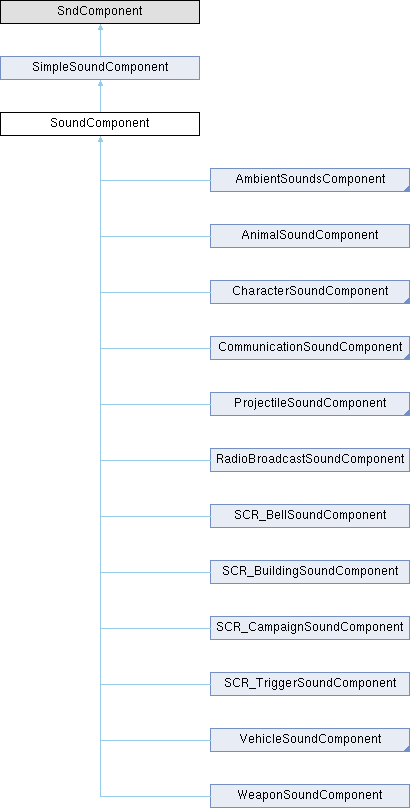 SndComponent
SimpleSoundComponent
SoundComponent
AmbientSoundsComponent
AnimalSoundComponent
CharacterSoundComponent
CommunicationSoundComponent
ProjectileSoundComponent
RadioBroadcastSoundComponent
SCR_BellSoundComponent
SCR_BuildingSoundComponent
SCR_CampaignSoundComponent
SCR_TriggerSoundComponent
VehicleSoundComponent
WeaponSoundComponent